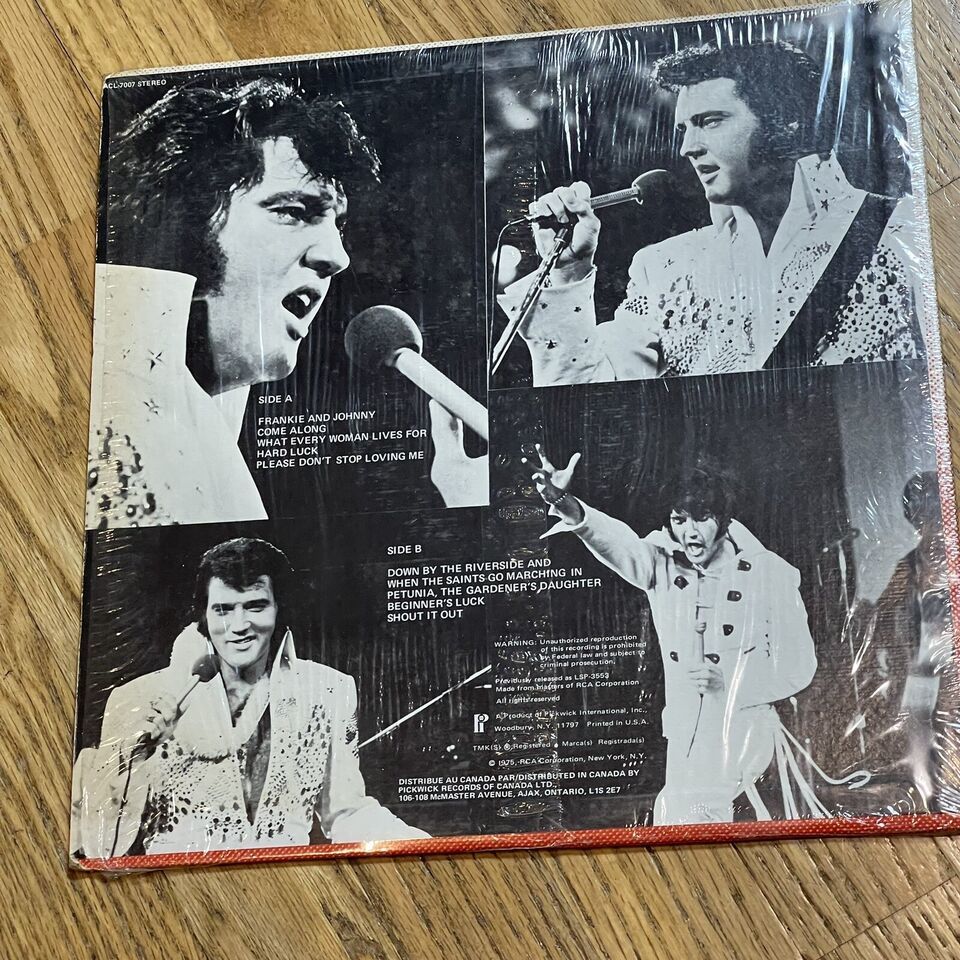 ACL-7007 STEREO
SIDE A
FRANKIE AND JOHNNY
COME ALONG
WHAT EVERY WOMAN LIVES FOR
HARD LUCK
PLEASE DON'T STOP LOVING ME
SIDE B
DOWN BY THE RIVERSIDE AND
WHEN THE SAINTS GO MARCHING IN
PETUNIA, THE GARDENER'S DAUGHTER
BEGINNER'S LUCK
SHOUT IT OUT
WARNING: Unauthorized reproduction
of this recording is prohibited
by Federal law and subject to
criminal prosecution.
Previously released as LSP-3553
Made from masters of RCA Corporation
All rights reserved
A Product of Pickwick International, Inc.,
Woodbury, N.Y. 11797 Printed in U.S.A.
TMK(S) ® Registered • Marca(s) Registrada(s)
© 1975, RCA Corporation, New York, N.Y.
DISTRIBUE AU CANADA PAR/DISTRIBUTED IN CANADA BY
PICKWICK RECORDS OF CANADA LTD.,
106-108 McMASTER AVENUE, AJAX, ONTARIO, L1S 2E7